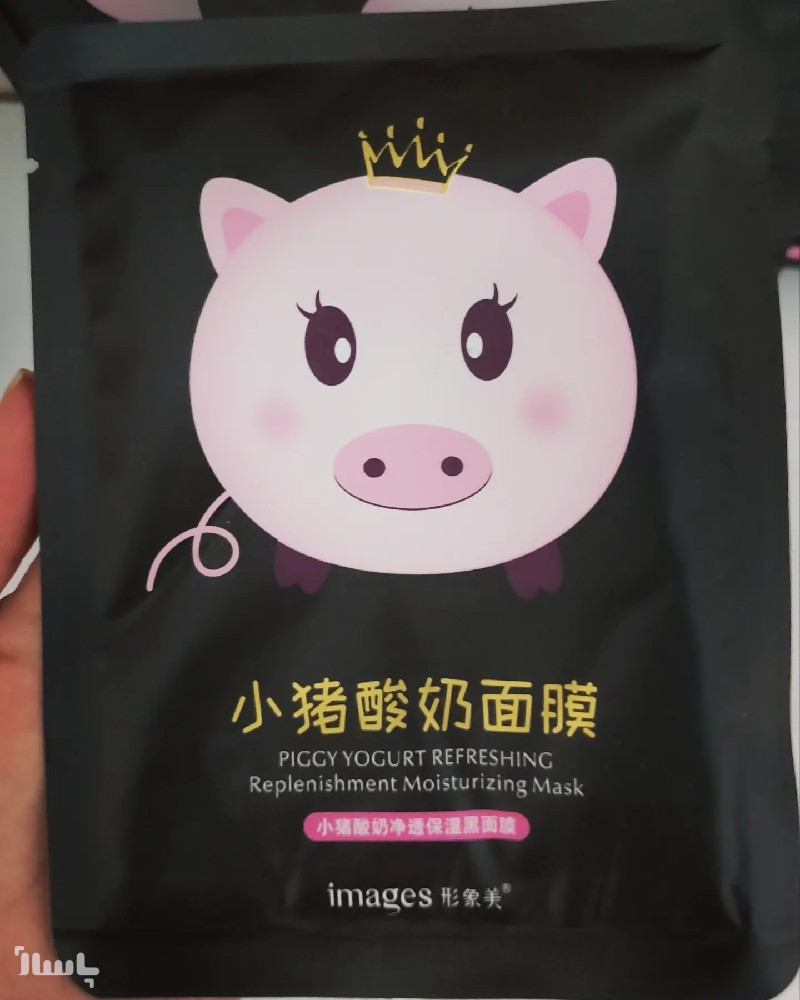 小猪酸奶面膜
PIGGY YOGURT REFRESHING
Replenishment Moisturizing Mask
小猪酸奶净透保湿黑面膜
images 形象美®
پاساژ